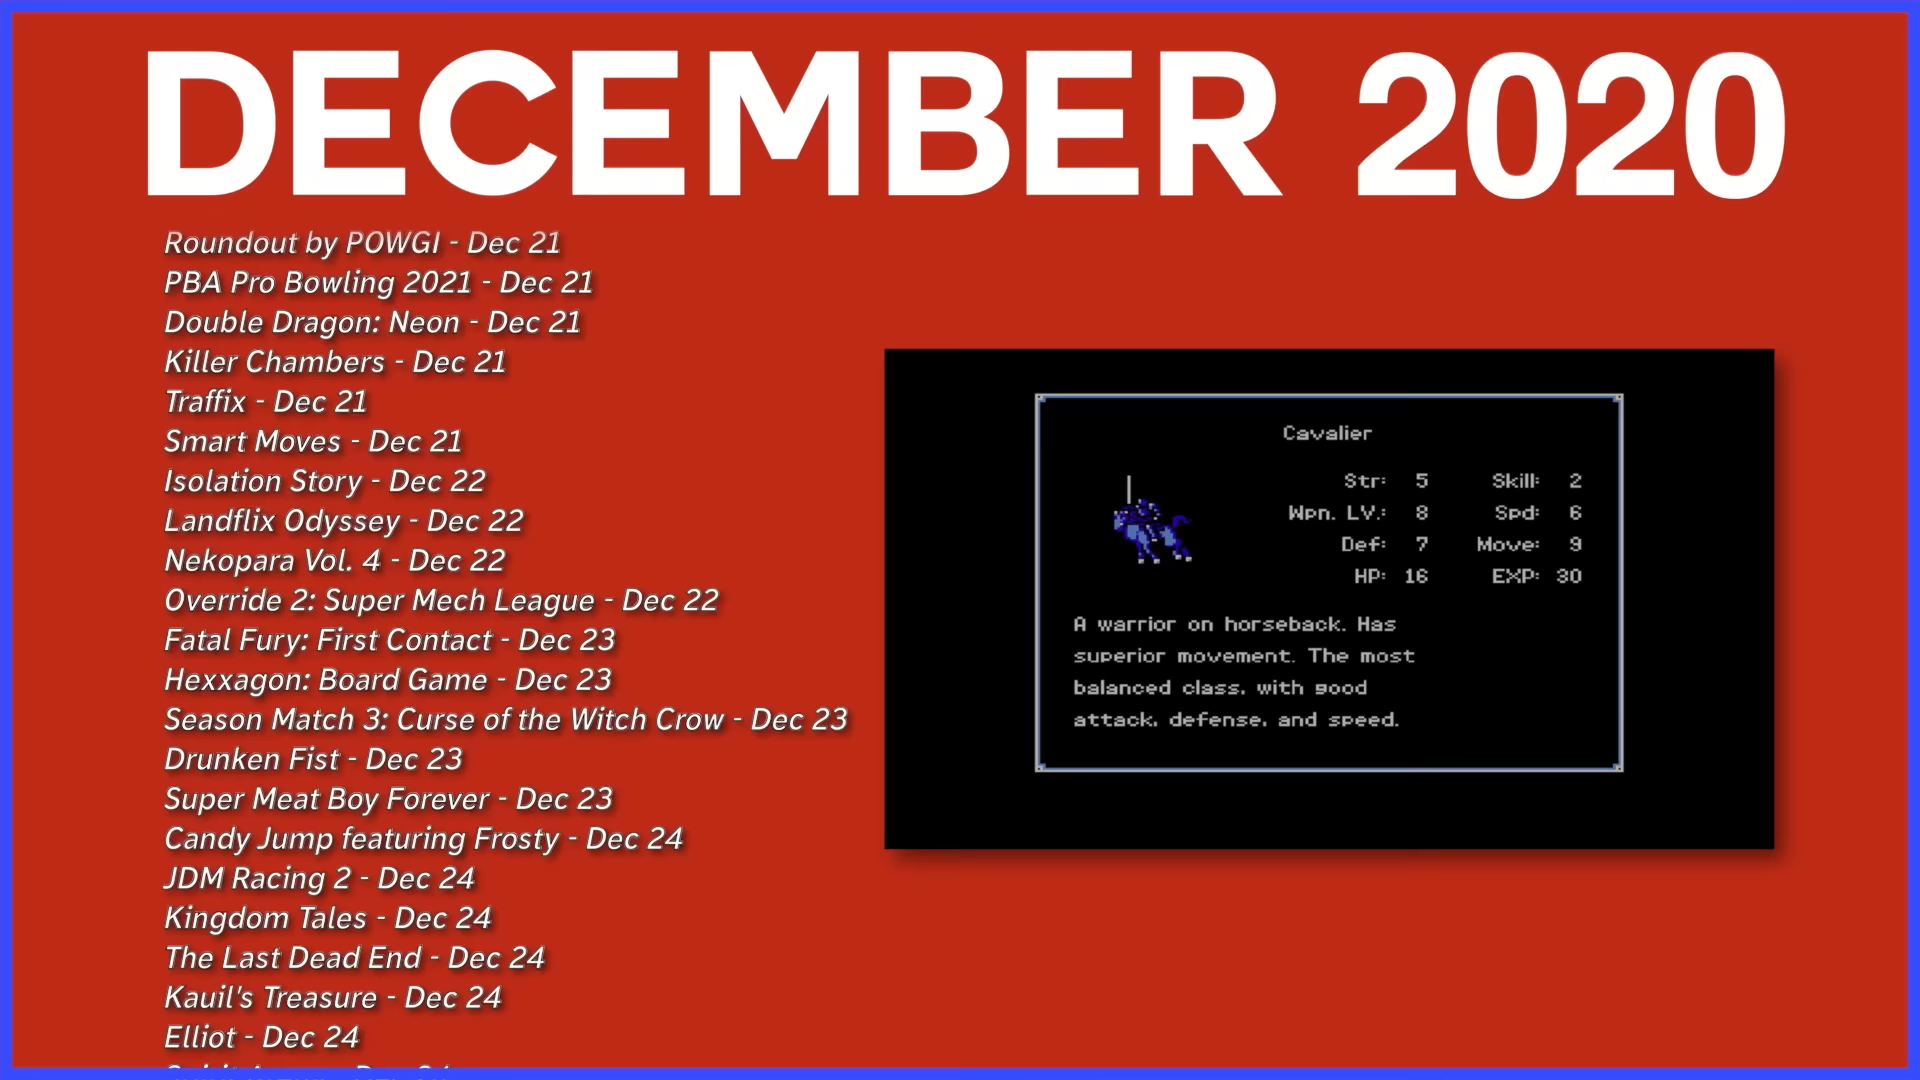 DECEMBER 2020
Roundout by POWGI - Dec 21
PBA Pro Bowling 2021 - Dec 21
Double Dragon: Neon - Dec 21
Killer Chambers - Dec 21
Traffix - Dec 21
Smart Moves - Dec 21
Isolation Story - Dec 22
Landflix Odyssey - Dec 22
Nekopara Vol. 4 - Dec 22
Override 2: Super Mech League - Dec 22
Fatal Fury: First Contact - Dec 23
Hexxagon: Board Game - Dec 23
Season Match 3: Curse of the Witch Crow - Dec 23
Drunken Fist - Dec 23
Super Meat Boy Forever - Dec 23
Candy Jump featuring Frosty - Dec 24
JDM Racing 2 - Dec 24
Kingdom Tales - Dec 24
The Last Dead End - Dec 24
Kauil's Treasure - Dec 24
Elliot - Dec 24
Cavalier
Str: 5 Skill: 2
Wpn. LV.: 8 Spd: 6
Def: 7 Move: 9
HP: 16 EXP: 30
A warrior on horseback. Has
superior movement. The most
balanced class, with good
attack, defense, and speed.